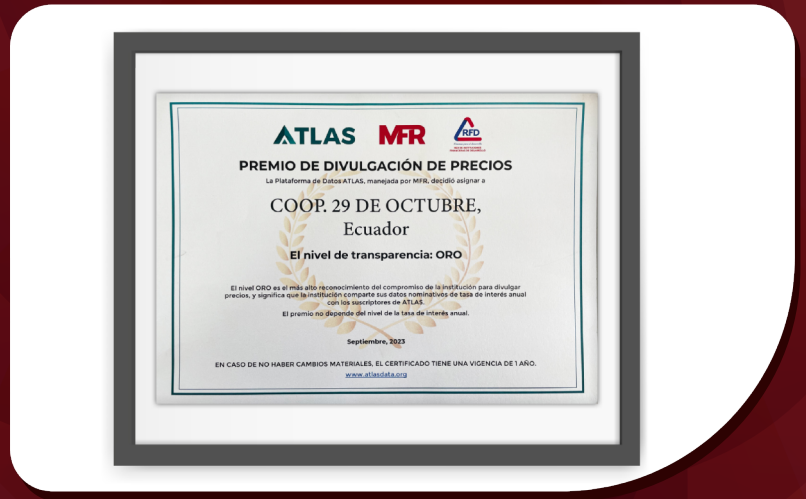 ATLAS MFR RFD
PREMIO DE DIVULGACIÓN DE PRECIOS
La Plataforma de Datos ATLAS, manejada por MFR, decidió asignar a
COOP. 29 DE OCTUBRE,
Ecuador
El nivel de transparencia: ORO
El nivel ORO es el más alto reconocimiento del compromiso de la institución para divulgar
precios, y significa que la institución comparte sus datos nominativos de tasa de interés anual
con los suscriptores de ATLAS.
El premio no depende del nivel de la tasa de interés anual.
Septiembre, 2023
EN CASO DE NO HABER CAMBIOS MATERIALES, EL CERTIFICADO TIENE UNA VIGENCIA DE 1 AÑO.
www.atlasdata.org